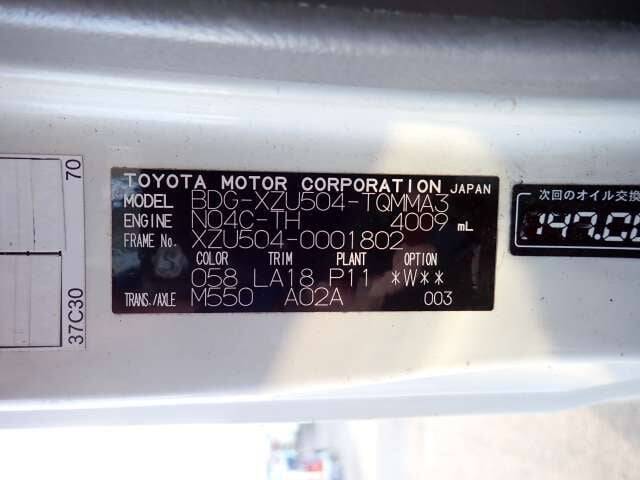 TOYOTA MOTOR CORPORATION JAPAN
MODEL BDG-XZU504-TQMMA3
ENGINE N04C-TH 4009 mL
FRAME No. XZU504-0001802
COLOR TRIM PLANT OPTION
058 LA18 P11 *W**
TRANS./AXLE M550 A02A 003
37C30 70
次回のオイル交換